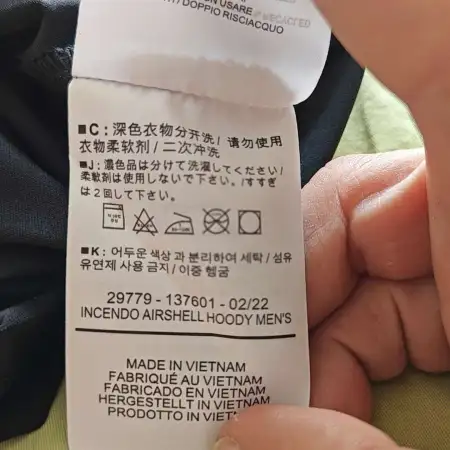 ON USARE
/ DOPPIO RISCIACQUO
■C: 深色衣物分开洗/ 请勿使用
衣物柔软剂/ 二次冲洗
■J: 濃色品は分けて洗濯してください/
柔軟剤は使用しないで下さい。/すすぎ
は2回して下さい。
■K: 어두운 색상 과 분리하여 세탁 / 섬유
유연제 사용 금지 / 이중 헹굼
29779 - 137601 - 02/22
INCENDO AIRSHELL HOODY MEN'S
MADE IN VIETNAM
FABRIQUÉ AU VIETNAM
FABRICADO EN VIETNAM
HERGESTELLT IN VIETNAM
PRODOTTO IN VIET